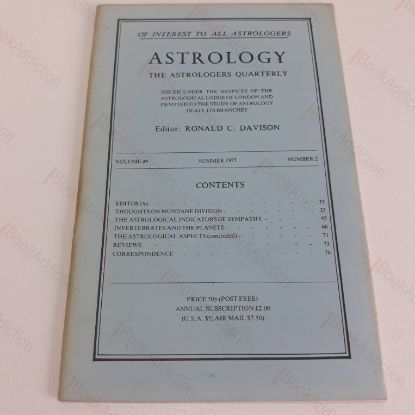 OF INTEREST TO ALL ASTROLOGERS
ASTROLOGY
THE ASTROLOGERS QUARTERLY
ISSUED UNDER THE AUSPICES OF THE
ASTROLOGICAL LODGE OF LONDON AND
DEVOTED TO THE STUDY OF ASTROLOGY
IN ALL ITS BRANCHES
Editor: RONALD C. DAVISON
VOLUME 49 SUMMER 1975 NUMBER 2
CONTENTS
EDITORIAL - - - - - - - 33
THOUGHTS ON MUNDANE DIVISION - - - - - 35
THE ASTROLOGICAL INDICATORS OF SYMPATHY - - - - 45
INVERTEBRATES AND THE PLANETS - - - - - 66
THE ASTROLOGICAL ASPECTS (concluded) - - - - - 71
REVIEWS - - - - - - - 73
CORRESPONDENCE - - - - - - - 76
PRICE 50p (POST FREE)
ANNUAL SUBSCRIPTION £2.00
(U.S.A. $5; AIR MAIL $7.50)
BookAddiction